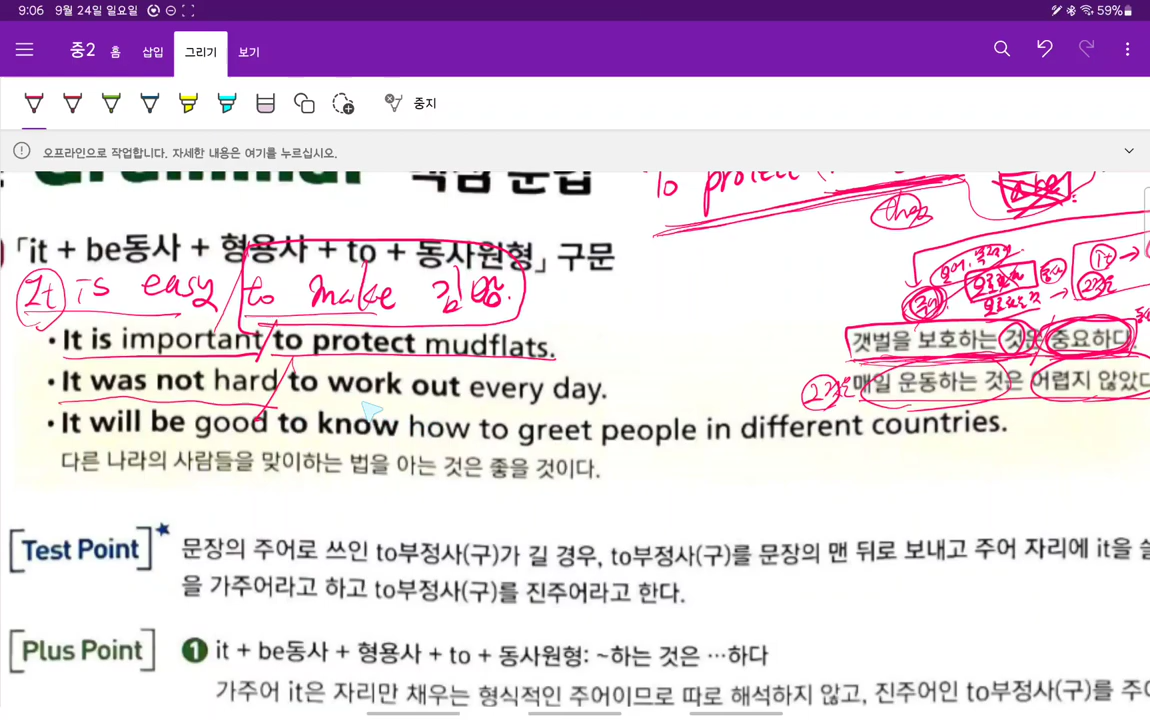 9:06 9월 24일 일요일 59%
중2 홈 삽입 그리기 보기
중지
오프라인으로 작업합니다. 자세한 내용은 여기를 누르십시오.
Grammar 핵심 문법
To protect
「it + be동사 + 형용사 + to + 동사원형」 구문
It is easy to make 김밥.
• It is important to protect mudflats.
갯벌을 보호하는 것은 중요하다.
• It was not hard to work out every day.
매일 운동하는 것은 어렵지 않았다
• It will be good to know how to greet people in different countries.
다른 나라의 사람들을 맞이하는 법을 아는 것은 좋을 것이다.
[Test Point] 문장의 주어로 쓰인 to부정사(구)가 길 경우, to부정사(구)를 문장의 맨 뒤로 보내고 주어 자리에 it을
을 가주어라고 하고 to부정사(구)를 진주어라고 한다.
[Plus Point] 1 it + be동사 + 형용사 + to + 동사원형: ~하는 것은 …하다
가주어 it은 자리만 채우는 형식적인 주어이므로 따로 해석하지 않고, 진주어인 to부정사(구)를